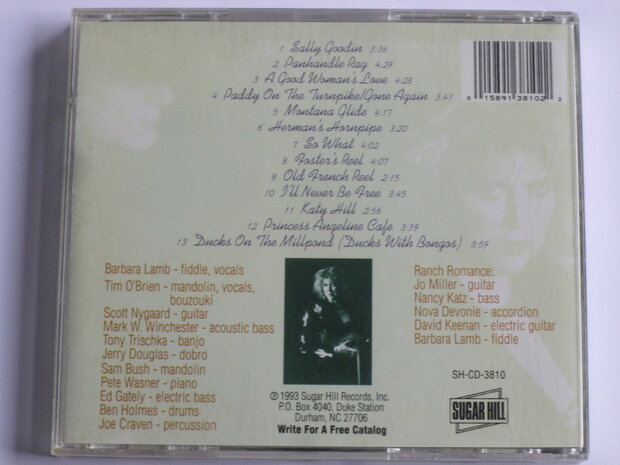 1 Sally Goodin 3:36
2 Panhandle Rag 4:29
3 A Good Woman's Love 4:28
4 Paddy On The Turnpike/Gone Again 3:41
5 Montana Glide 4:17
6 Herman's Hornpipe 3:20
7 So What 4:02
8 Foster's Reel 4:07
9 Old French Reel 2:15
10 I'll Never Be Free 3:45
11 Katy Hill 2:56
12 Princess Angeline Cafe 3:39
13 Ducks On The Millpond (Ducks With Bongos) 3:59
0 15891 38102 2
Barbara Lamb - fiddle, vocals
Tim O'Brien - mandolin, vocals,
bouzouki
Scott Nygaard - guitar
Mark W. Winchester - acoustic bass
Tony Trischka - banjo
Jerry Douglas - dobro
Sam Bush - mandolin
Pete Wasner - piano
Ed Gately - electric bass
Ben Holmes - drums
Joe Craven - percussion
Ranch Romance:
Jo Miller - guitar
Nancy Katz - bass
Nova Devonie - accordion
David Keenan - electric guitar
Barbara Lamb - fiddle
SH-CD-3810
SUGAR HILL
℗ 1993 Sugar Hill Records, Inc.
P.O. Box 4040, Duke Station
Durham, NC 27706
Write For A Free Catalog